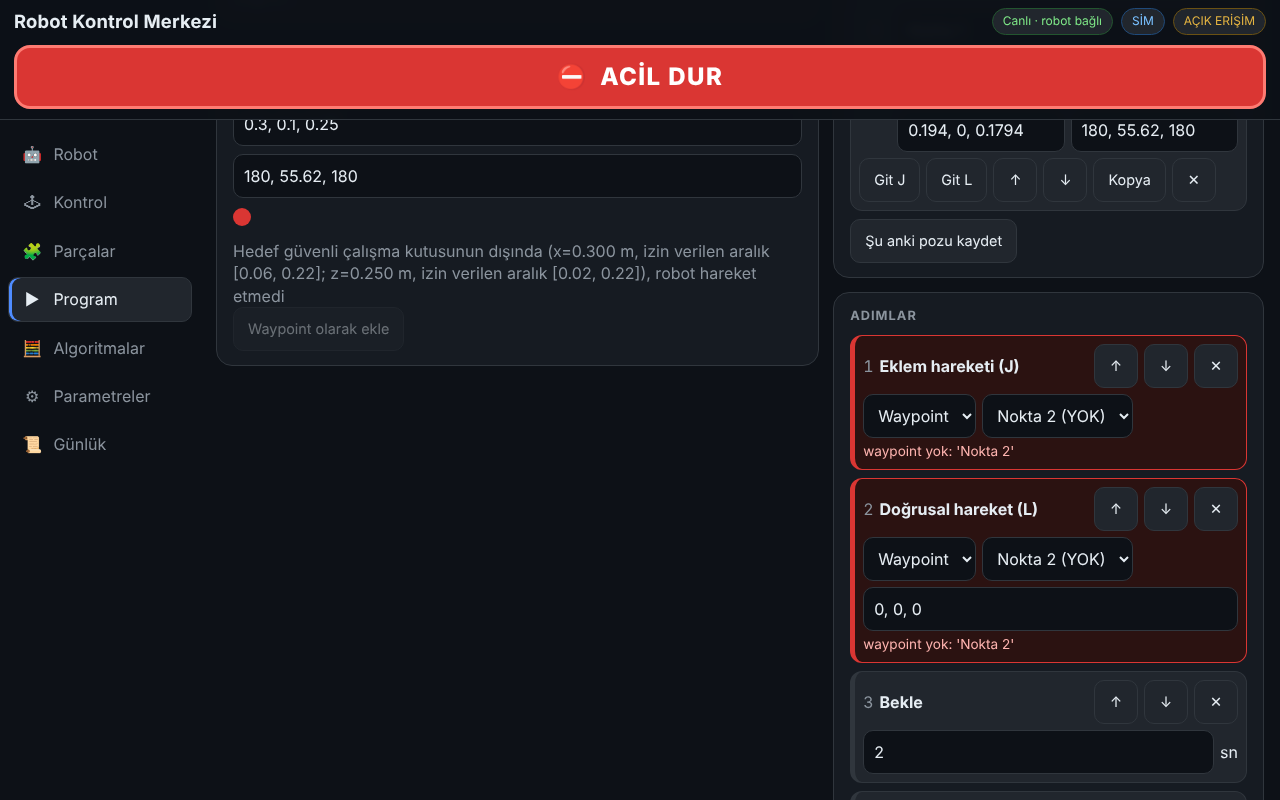 Robot Kontrol Merkezi
Canlı · robot bağlı
SİM
AÇIK ERİŞİM
⛔ ACİL DUR
Robot
Kontrol
Parçalar
Program
Algoritmalar
Parametreler
Günlük
0.3, 0.1, 0.25
180, 55.62, 180
Hedef güvenli çalışma kutusunun dışında (x=0.300 m, izin verilen aralık
[0.06, 0.22]; z=0.250 m, izin verilen aralık [0.02, 0.22]), robot hareket
etmedi
Waypoint olarak ekle
0.194, 0, 0.1794
180, 55.62, 180
Git J
Git L
↑
↓
Kopya
✕
Şu anki pozu kaydet
ADIMLAR
1 Eklem hareketi (J)
↑
↓
✕
Waypoint
Nokta 2 (YOK)
waypoint yok: 'Nokta 2'
2 Doğrusal hareket (L)
↑
↓
✕
Waypoint
Nokta 2 (YOK)
0, 0, 0
waypoint yok: 'Nokta 2'
3 Bekle
↑
↓
✕
2
sn